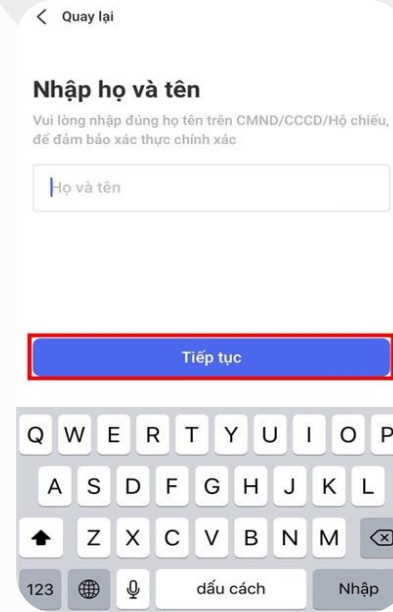 Quay lại
Nhập họ và tên
Vui lòng nhập đúng họ tên trên CMND/CCCD/Hộ chiếu,
để đảm bảo xác thực chính xác
Họ và tên
Tiếp tục
Q W E R T Y U I O P
A S D F G H J K L
Z X C V B N M
123 dấu cách Nhập